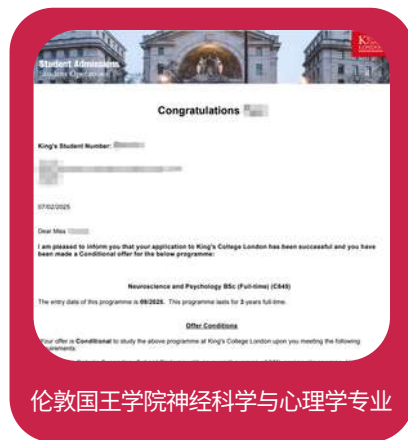 Student Admissions
Student Operations
KING'S
LONDON
Congratulations
King's Student Number:
07/02/2025
Dear Miss
I am pleased to inform you that your application to King's College London has been successful and you have
been made a Conditional offer for the below programme:
Neuroscience and Psychology BSc (Full-time) (C845)
The entry date of this programme is 09/2025. This programme lasts for 3 years full-time.
Offer Conditions
Your offer is Conditional to study the above programme at King's College London upon you meeting the following
requirements:
伦敦国王学院神经科学与心理学专业